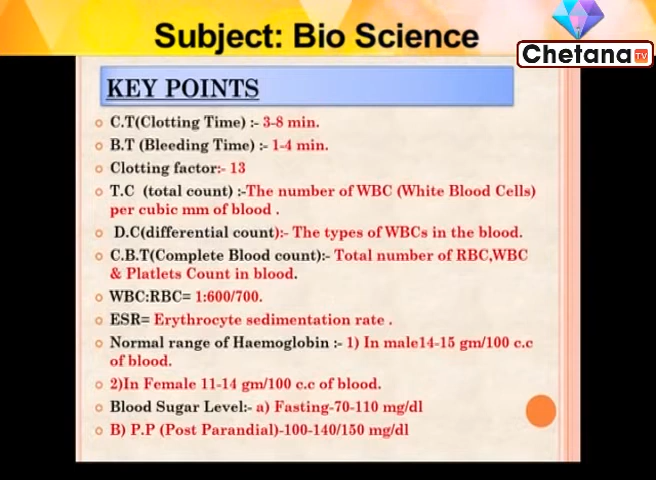 Subject: Bio Science
Chetana TV
KEY POINTS
C.T(Clotting Time) :- 3-8 min.
B.T (Bleeding Time) :- 1-4 min.
Clotting factor:- 13
T.C (total count) :-The number of WBC (White Blood Cells)
per cubic mm of blood .
D.C(differential count):- The types of WBCs in the blood.
C.B.T(Complete Blood count):- Total number of RBC,WBC
& Platlets Count in blood.
WBC:RBC= 1:600/700.
ESR= Erythrocyte sedimentation rate .
Normal range of Haemoglobin :- 1) In male14-15 gm/100 c.c
of blood.
2)In Female 11-14 gm/100 c.c of blood.
Blood Sugar Level:- a) Fasting-70-110 mg/dl
B) P.P (Post Parandial)-100-140/150 mg/dl